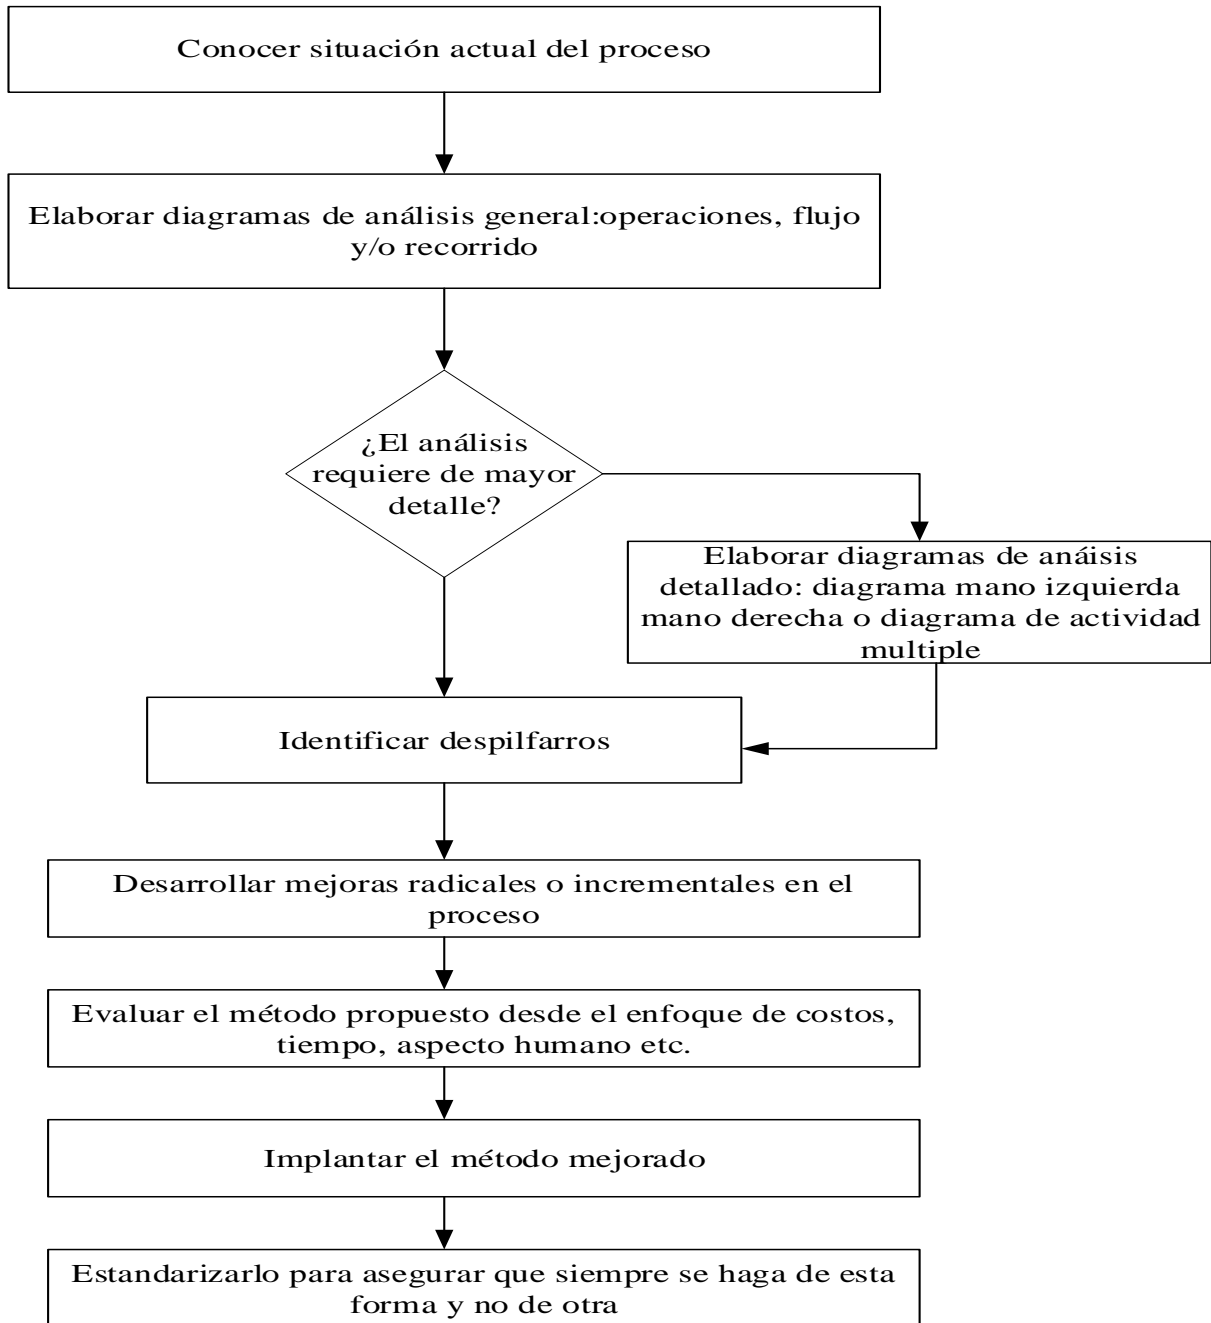 Conocer situación actual del proceso
Elaborar diagramas de análisis general:operaciones, flujo
y/o recorrido
¿El análisis
requiere de mayor
detalle?
Elaborar diagramas de anáisis
detallado: diagrama mano izquierda
mano derecha o diagrama de actividad
multiple
Identificar despilfarros
Desarrollar mejoras radicales o incrementales en el
proceso
Evaluar el método propuesto desde el enfoque de costos,
tiempo, aspecto humano etc.
Implantar el método mejorado
Estandarizarlo para asegurar que siempre se haga de esta
forma y no de otra